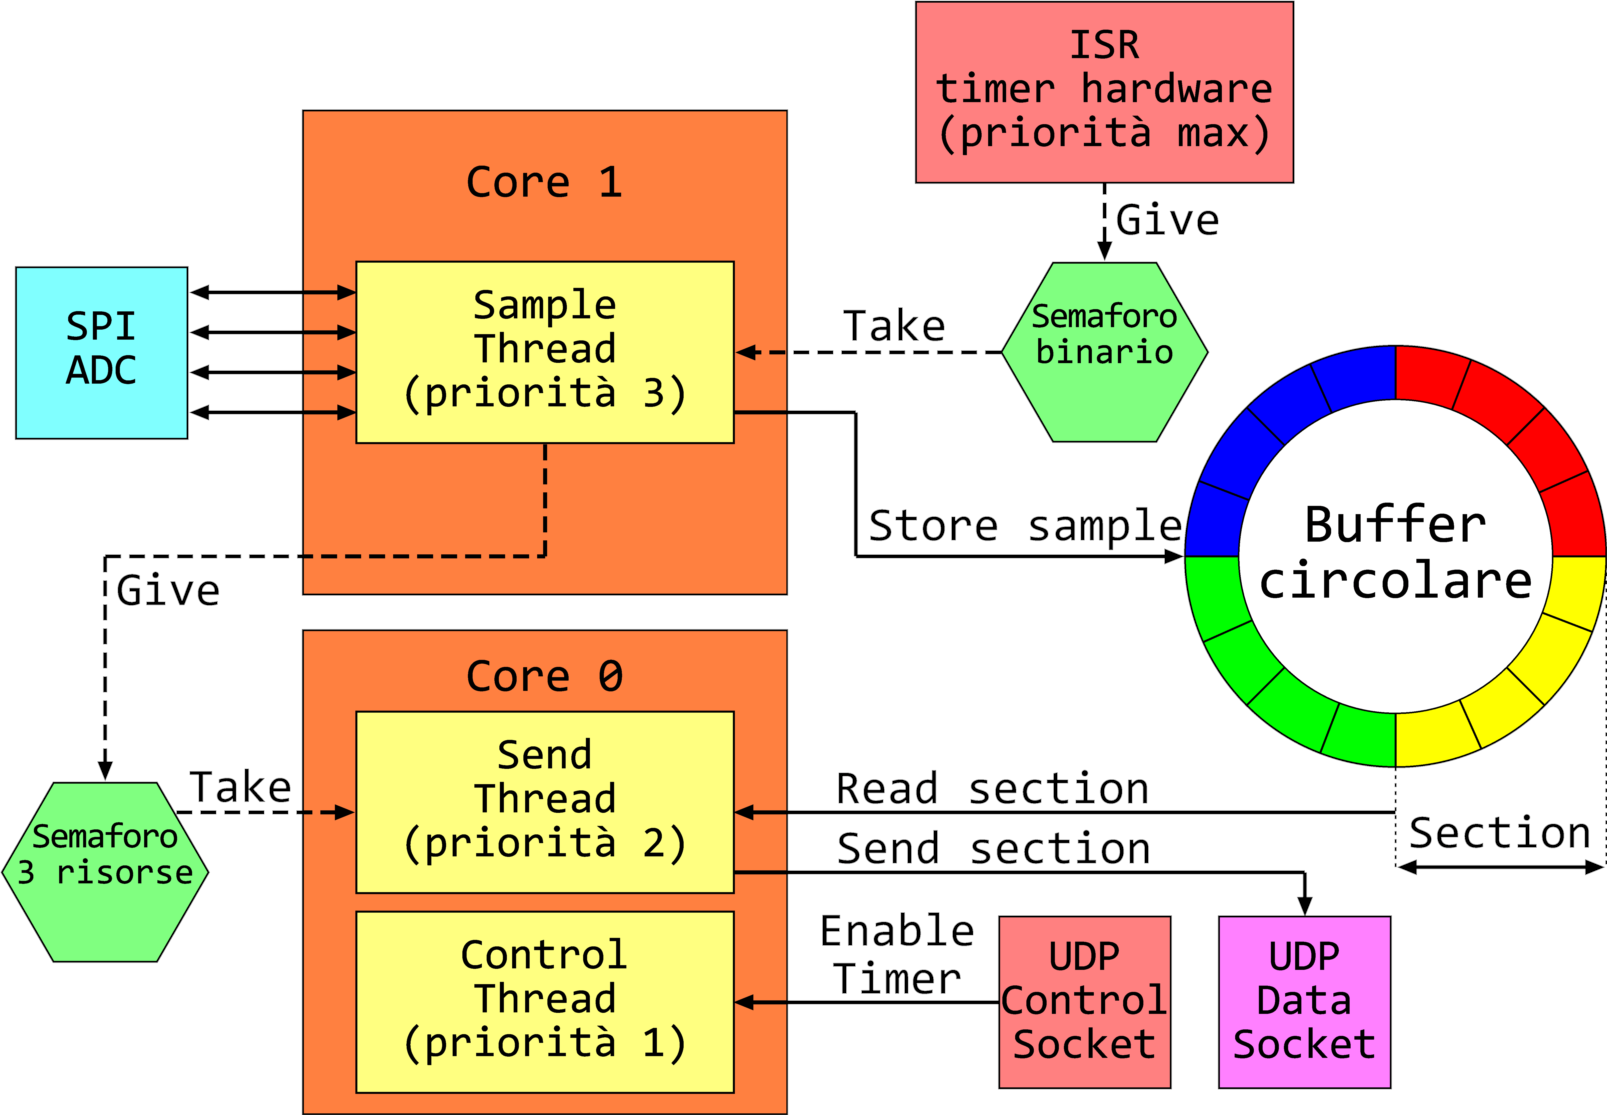 ISR
timer hardware
(priorità max)
Give
Core 1
Sample
Thread
(priorità 3)
SPI
ADC
Take
Semaforo
binario
Store sample
Buffer
circolare
Give
Core 0
Send
Thread
(priorità 2)
Take
Semaforo
3 risorse
Read section
Send section
Section
Control
Thread
(priorità 1)
Enable
Timer
UDP
Control
Socket
UDP
Data
Socket